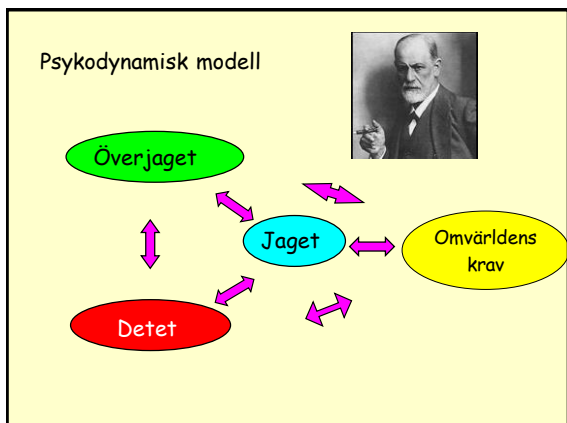 Psykodynamisk modell
Överjaget
Jaget
Omvärldens
krav
Detet